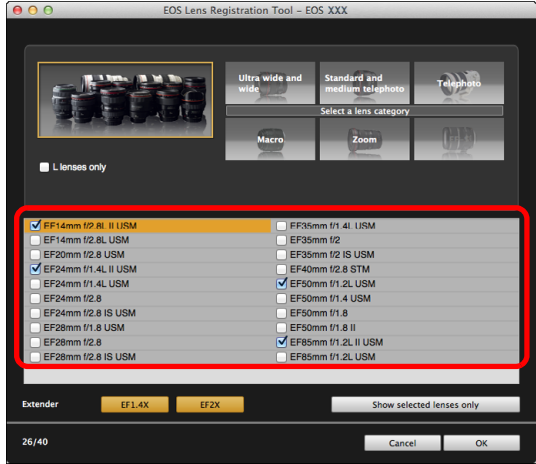 EOS Lens Registration Tool - EOS XXX
Ultra wide and
wide
Standard and
medium telephoto
Telephoto
Select a lens category
Macro
Zoom
L lenses only
EF14mm f/2.8L II USM
EF14mm f/2.8L USM
EF20mm f/2.8 USM
EF24mm f/1.4L II USM
EF24mm f/1.4L USM
EF24mm f/2.8
EF24mm f/2.8 IS USM
EF28mm f/1.8 USM
EF28mm f/2.8
EF28mm f/2.8 IS USM
EF35mm f/1.4L USM
EF35mm f/2
EF35mm f/2 IS USM
EF40mm f/2.8 STM
EF50mm f/1.2L USM
EF50mm f/1.4 USM
EF50mm f/1.8
EF50mm f/1.8 II
EF85mm f/1.2L II USM
EF85mm f/1.2L USM
Extender
EF1.4X
EF2X
Show selected lenses only
26/40
Cancel
OK